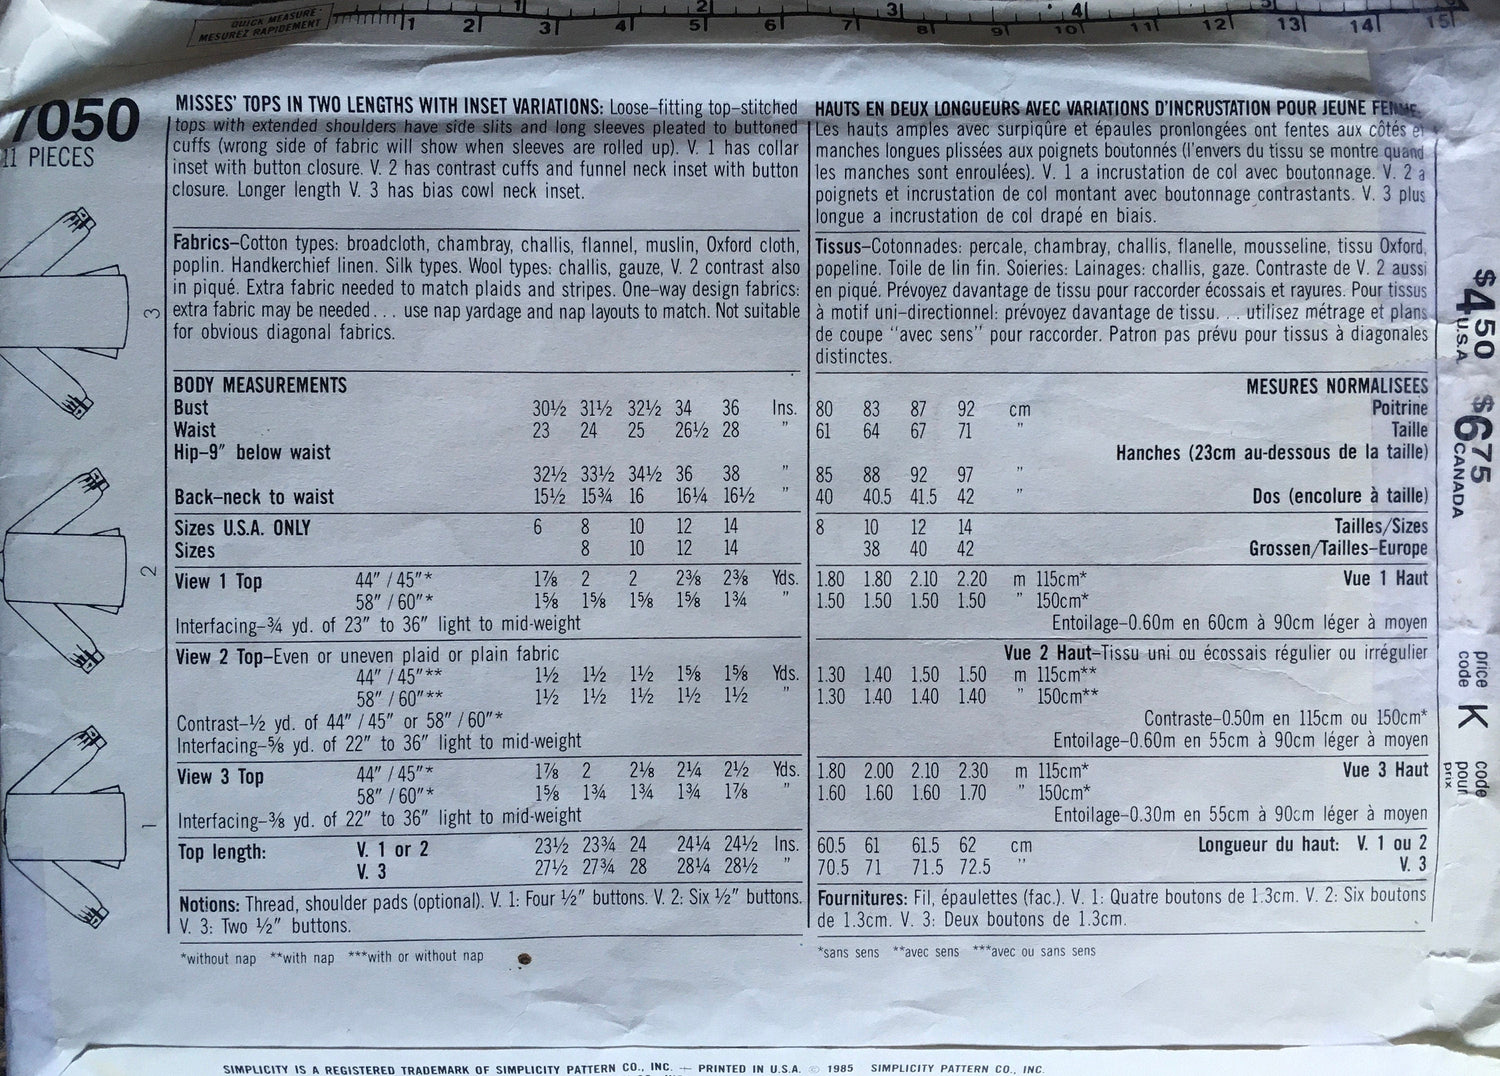 QUICK MEASURE
MESUREZ RAPIDEMENT
1 2 3 4 5 6 7 8 9 10 11 12 13 14 15
1 2 3 4 5
7050
11 PIECES
3
2
1
MISSES' TOPS IN TWO LENGTHS WITH INSET VARIATIONS: Loose–fitting top–stitched
tops with extended shoulders have side slits and long sleeves pleated to buttoned
cuffs (wrong side of fabric will show when sleeves are rolled up). V. 1 has collar
inset with button closure. V. 2 has contrast cuffs and funnel neck inset with button
closure. Longer length V. 3 has bias cowl neck inset.
Fabrics–Cotton types: broadcloth, chambray, challis, flannel, muslin, Oxford cloth,
poplin. Handkerchief linen. Silk types. Wool types: challis, gauze, V. 2 contrast also
in piqué. Extra fabric needed to match plaids and stripes. One–way design fabrics:
extra fabric may be needed... use nap yardage and nap layouts to match. Not suitable
for obvious diagonal fabrics.
BODY MEASUREMENTS
Bust 30½ 31½ 32½ 34 36 Ins.
Waist 23 24 25 26½ 28 "
Hip–9" below waist
32½ 33½ 34½ 36 38 "
Back–neck to waist 15½ 15¾ 16 16¼ 16½ "
Sizes U.S.A. ONLY 6 8 10 12 14
Sizes 8 10 12 14
View 1 Top 44" / 45"* 1⅞ 2 2 2⅜ 2⅜ Yds.
58" / 60"* 1⅝ 1⅝ 1⅝ 1⅝ 1¾ "
Interfacing–¾ yd. of 23" to 36" light to mid-weight
View 2 Top–Even or uneven plaid or plain fabric
44" / 45"** 1½ 1½ 1½ 1⅝ 1⅝ Yds.
58" / 60"** 1½ 1½ 1½ 1½ 1½ "
Contrast–½ yd. of 44" / 45" or 58" / 60"*
Interfacing–⅝ yd. of 22" to 36" light to mid-weight
View 3 Top 44" / 45"* 1⅞ 2 2⅛ 2¼ 2½ Yds.
58" / 60"* 1⅝ 1¾ 1¾ 1¾ 1⅞ "
Interfacing–⅜ yd. of 22" to 36" light to mid-weight
Top length: V. 1 or 2 23½ 23¾ 24 24¼ 24½ Ins.
V. 3 27½ 27¾ 28 28¼ 28½ "
Notions: Thread, shoulder pads (optional). V. 1: Four ½" buttons. V. 2: Six ½" buttons.
V. 3: Two ½" buttons.
*without nap **with nap ***with or without nap
HAUTS EN DEUX LONGUEURS AVEC VARIATIONS D'INCRUSTATION POUR JEUNE FEMME.
Les hauts amples avec surpiqûre et épaules pronlongées ont fentes aux côtés et
manches longues plissées aux poignets boutonnés (l'envers du tissu se montre quand
les manches sont enroulées). V. 1 a incrustation de col avec boutonnage. V. 2 a
poignets et incrustation de col montant avec boutonnage contrastants. V. 3 plus
longue a incrustation de col drapé en biais.
Tissus–Cotonnades: percale, chambray, challis, flanelle, mousseline, tissu Oxford,
popeline. Toile de lin fin. Soieries: Lainages: challis, gaze. Contraste de V. 2 aussi
en piqué. Prévoyez davantage de tissu pour raccorder écossais et rayures. Pour tissus
à motif uni–directionnel: prévoyez davantage de tissu... utilisez métrage et plans
de coupe "avec sens" pour raccorder. Patron pas prévu pour tissus à diagonales
distinctes.
MESURES NORMALISEES
80 83 87 92 cm Poitrine
61 64 67 71 " Taille
Hanches (23cm au-dessous de la taille)
85 88 92 97 "
40 40.5 41.5 42 " Dos (encolure à taille)
8 10 12 14 Tailles/Sizes
38 40 42 Grossen/Tailles–Europe
1.80 1.80 2.10 2.20 m 115cm* Vue 1 Haut
1.50 1.50 1.50 1.50 " 150cm*
Entoilage–0.60m en 60cm à 90cm léger à moyen
Vue 2 Haut–Tissu uni ou écossais régulier ou irrégulier
1.30 1.40 1.50 1.50 m 115cm**
1.30 1.40 1.40 1.40 " 150cm**
Contraste–0.50m en 115cm ou 150cm*
Entoilage–0.60m en 55cm à 90cm léger à moyen
1.80 2.00 2.10 2.30 m 115cm* Vue 3 Haut
1.60 1.60 1.60 1.70 " 150cm*
Entoilage–0.30m en 55cm à 90cm léger à moyen
60.5 61 61.5 62 cm Longueur du haut: V. 1 ou 2
70.5 71 71.5 72.5 " V. 3
Fournitures: Fil, épaulettes (fac.). V. 1: Quatre boutons de 1.3cm. V. 2: Six boutons
de 1.3cm. V. 3: Deux boutons de 1.3cm.
*sans sens **avec sens ***avec ou sans sens
$4.50 U.S.A.
$6.75 CANADA
price code K code pour prix
SIMPLICITY IS A REGISTERED TRADEMARK OF SIMPLICITY PATTERN CO., INC. — PRINTED IN U.S.A. © 1985 SIMPLICITY PATTERN CO., INC.